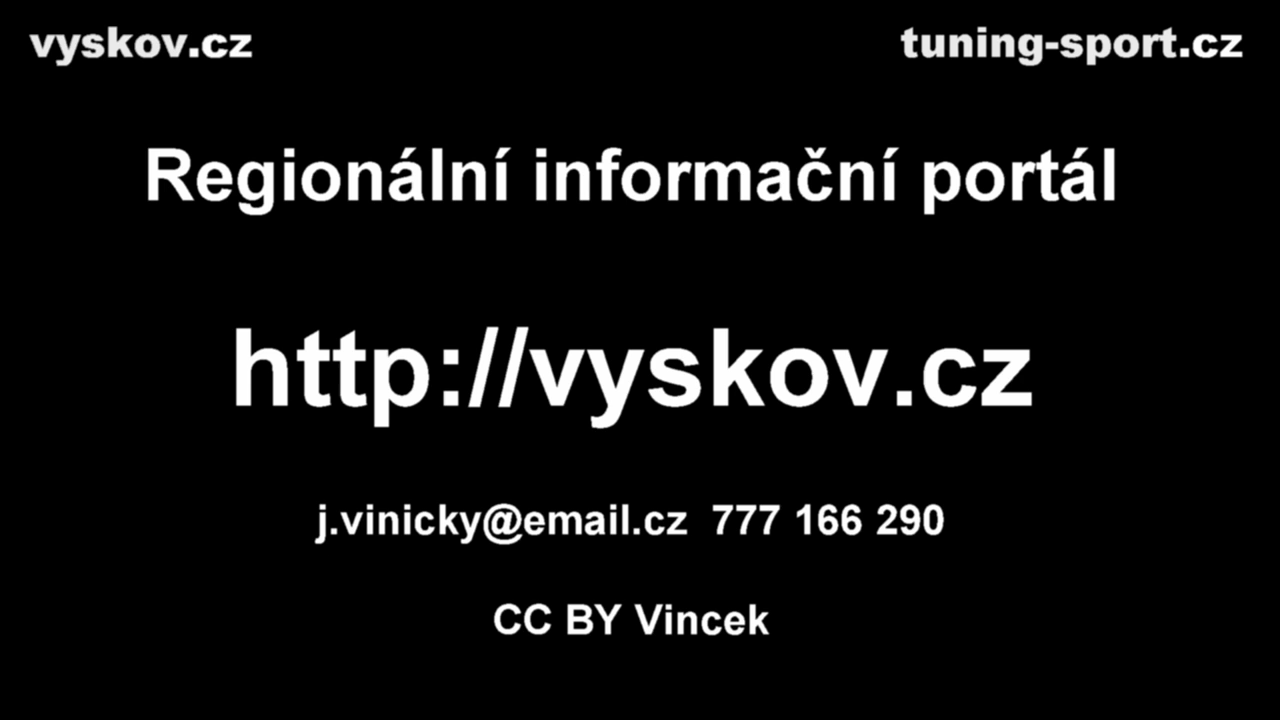 vyskov.cz tuning-sport.cz
Regionální informační portál
http://vyskov.cz
j.vinicky@email.cz 777 166 290
CC BY Vincek